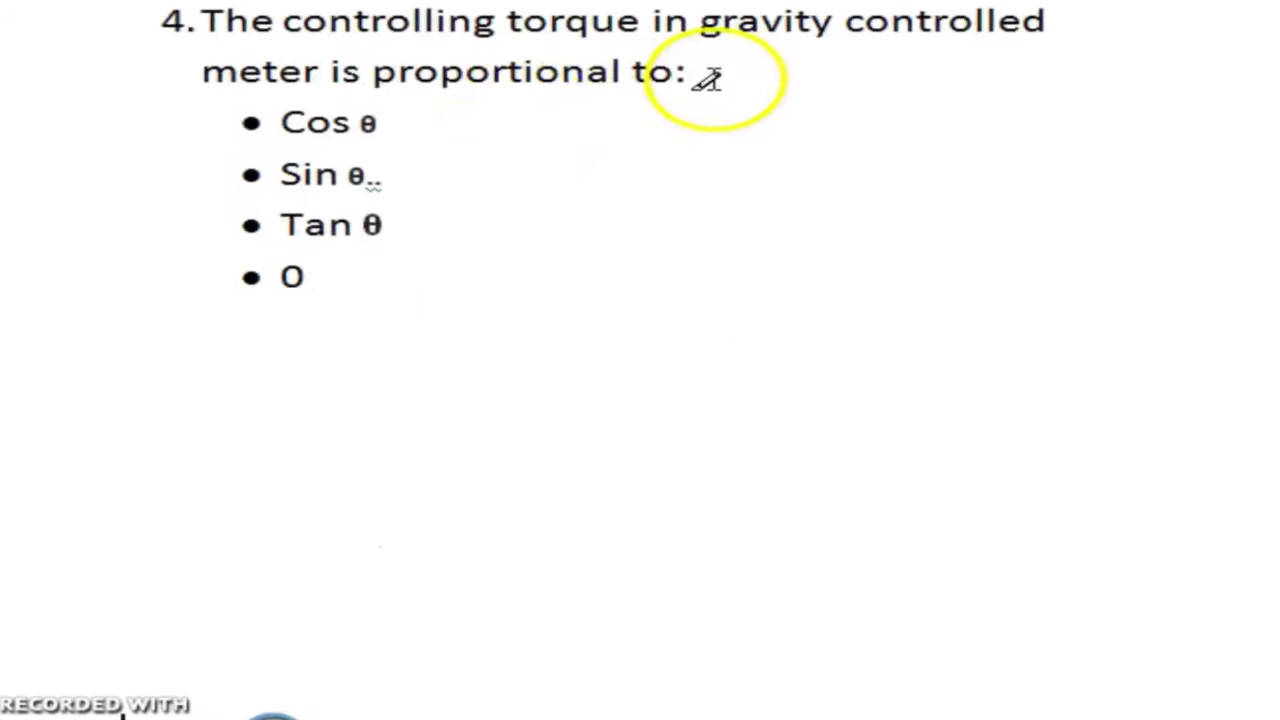 4. The controlling torque in gravity controlled
meter is proportional to:
• Cos θ
• Sin θ..
• Tan θ
• 0
RECORDED WITH